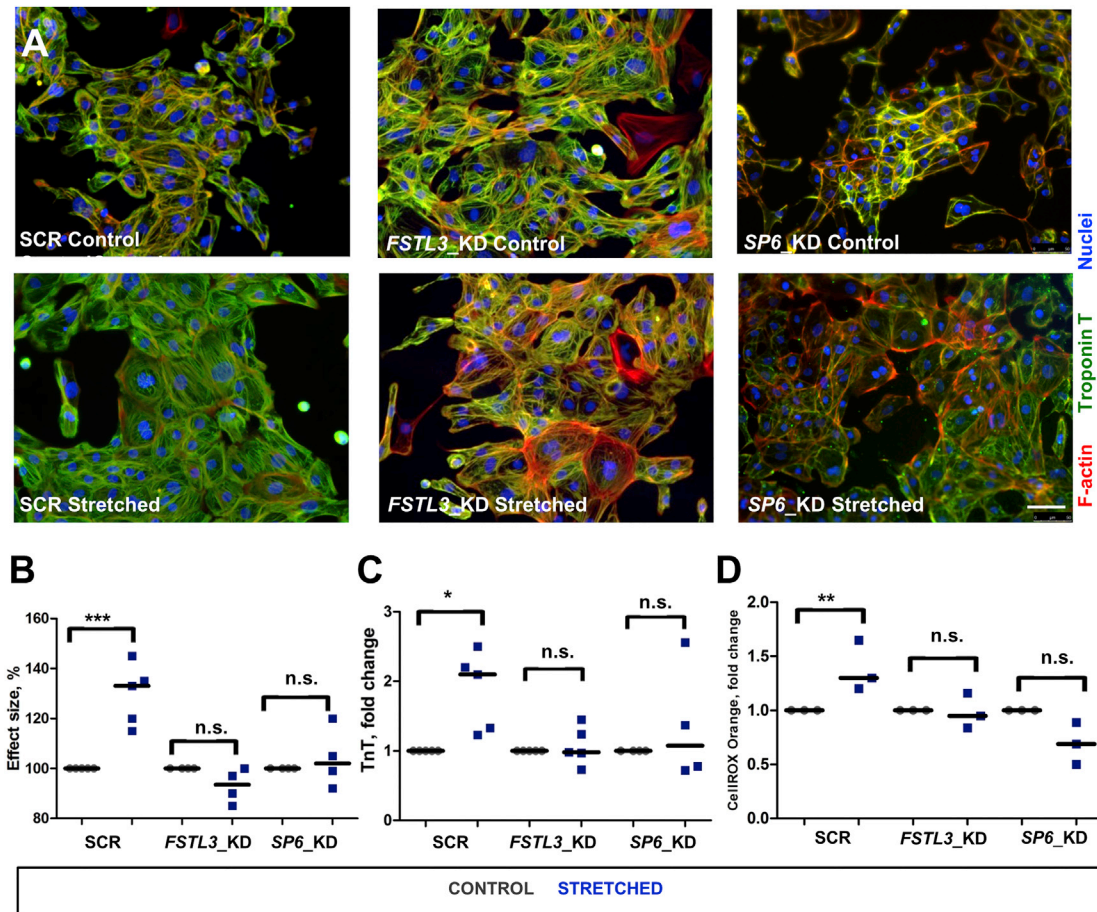 A
SCR Control
FSTL3_KD Control
SP6_KD Control
SCR Stretched
FSTL3_KD Stretched
SP6_KD Stretched
F-actin Troponin T Nuclei
B
Effect size, %
160
140
120
100
80
***
n.s.
n.s.
SCR
FSTL3_KD
SP6_KD
C
TnT, fold change
3
2
1
0
*
n.s.
n.s.
SCR
FSTL3_KD
SP6_KD
D
CellROX Orange, fold change
2.0
1.5
1.0
0.5
0.0
**
n.s.
n.s.
SCR
FSTL3_KD
SP6_KD
CONTROL STRETCHED